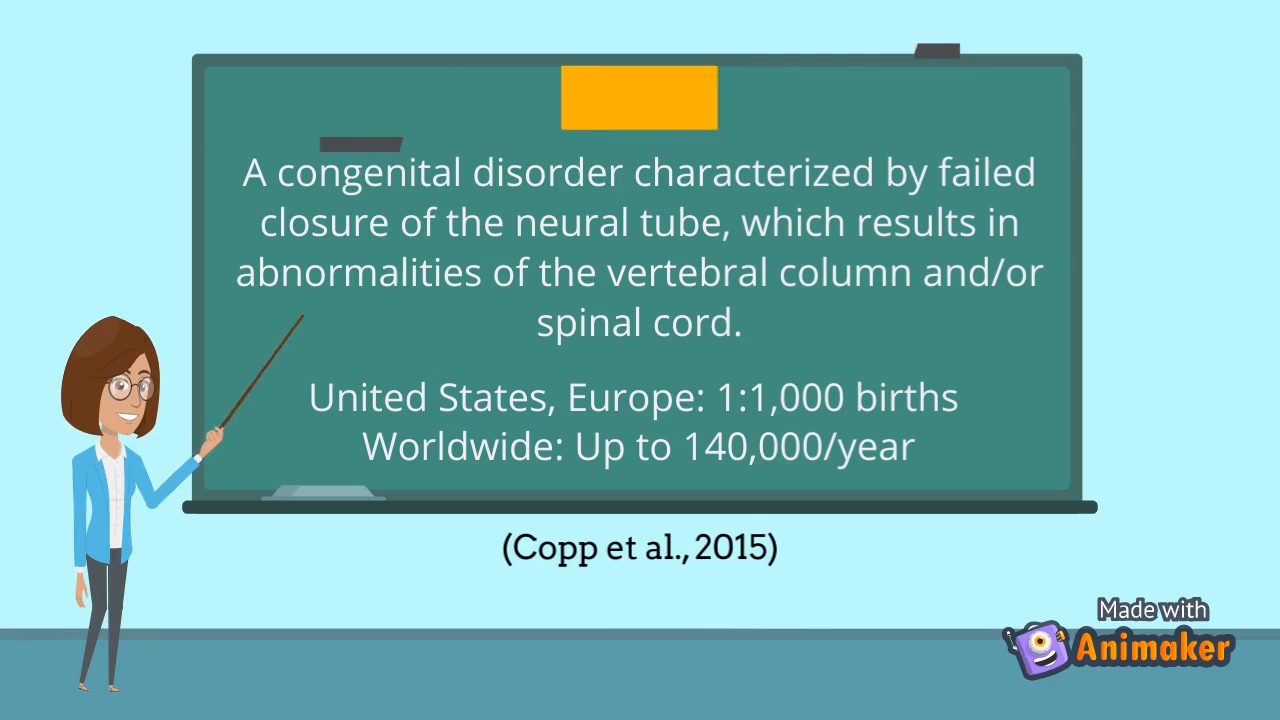 A congenital disorder characterized by failed
closure of the neural tube, which results in
abnormalities of the vertebral column and/or
spinal cord.
United States, Europe: 1:1,000 births
Worldwide: Up to 140,000/year
(Copp et al., 2015)
Made with
Animaker